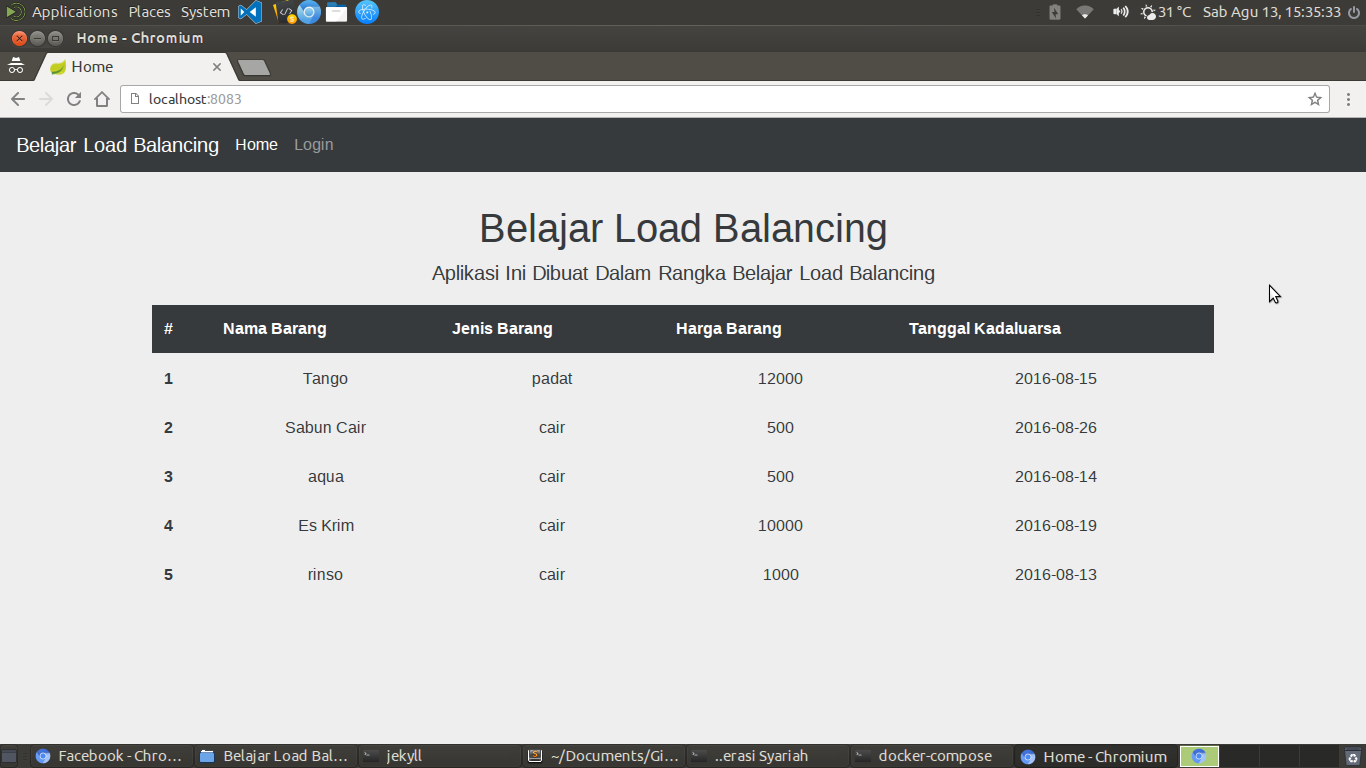 Applications Places System 31 °C Sab Agu 13, 15:35:33
Home - Chromium
Home
localhost:8083
Belajar Load Balancing Home Login
Belajar Load Balancing
Aplikasi Ini Dibuat Dalam Rangka Belajar Load Balancing
# Nama Barang Jenis Barang Harga Barang Tanggal Kadaluarsa
1 Tango padat 12000 2016-08-15
2 Sabun Cair cair 500 2016-08-26
3 aqua cair 500 2016-08-14
4 Es Krim cair 10000 2016-08-19
5 rinso cair 1000 2016-08-13
Facebook - Chro... Belajar Load Bal... jekyll ~/Documents/Gi... ..erasi Syariah docker-compose Home - Chromium